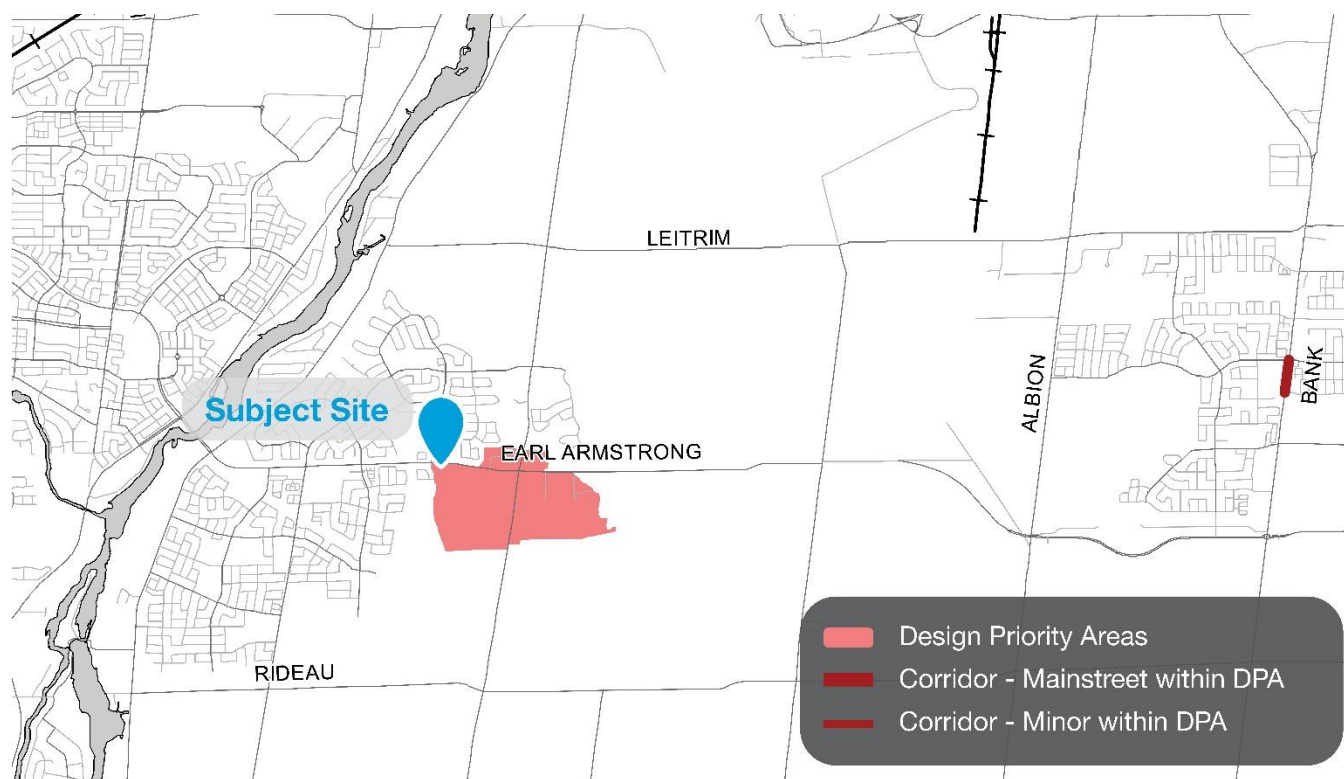 LEITRIM
Subject Site
EARL ARMSTRONG
ALBION
BANK
RIDEAU
Design Priority Areas
Corridor - Mainstreet within DPA
Corridor - Minor within DPA